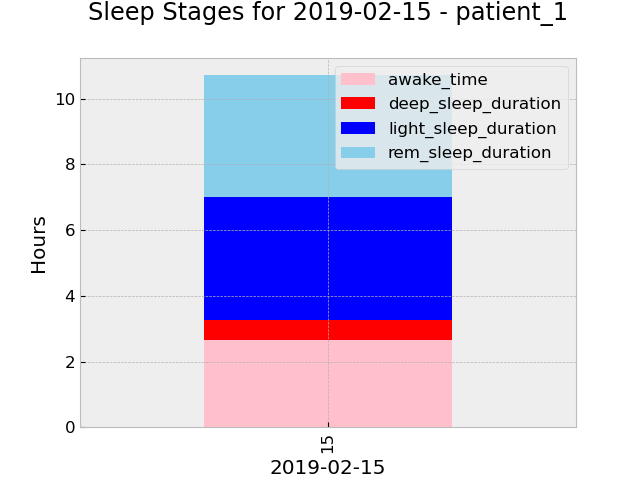 Sleep Stages for 2019-02-15 - patient_1
awake_time
deep_sleep_duration
light_sleep_duration
rem_sleep_duration
10
8
6
4
2
0
Hours
15
2019-02-15